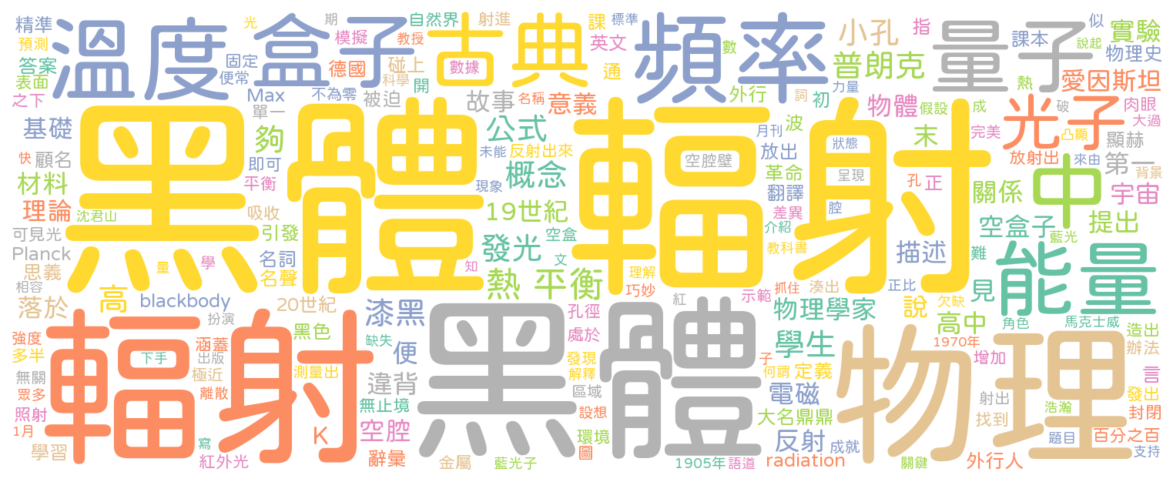 精準 光 期 自然界 射進 課 標準 似 實驗
預測 溫度 盒子 模擬 教授 古典 英文 頻率 小孔 指 量子 課本 說起
答案 固定 德國 碰上 數據 通 數 普朗克 物理史
表面 便常 科學 開 熱 愛因斯坦
之下 Max 不為零 被迫 故事 名稱 意義 外行 詞 初 力量 物體 假設 成 破 肉眼
基礎 單一 夠 公式 月刊 波 狀態 末 完美 光子 凸顯 大過
快 顧名 即可 黑體輻射 未能 反射出來 空腔壁 放出 放射出 來由 顯赫
材料 平衡 現象 概念 革命 呈現 孔 正 第一 背景
理論 沈君山 吸收 翻譯 關係 中 宇宙
可見光 引發 19世紀 差異 腔 空盒子 提出
Planck 名詞 發光 空盒 介紹 藍光 難
思義 量 學 名聲 知 熱平衡 文 教科書 描述 能量
相容 高 blackbody 理解 巧妙 抓住 湊出 正比 見
落於 20世紀 漆黑 孔徑 紅 示範 物理學家 說 欠缺 角色 馬克士威
強度 扮演 黑色 缺失 黑體 處於 學生 高中 1970年 造出
多半 輻射 下手 涵蓋 出版 便 發現 子 增加 物理 辦法
無關 極近 測量出 違背 解釋 何謂 定義 言
眾多 離散 區域 電磁 射出 發出
照射 無止境 設想 大名鼎鼎 找到 浩瀚 封閉
1月 寫 K 空腔 環境 反射 成就 題目 百分之百
學習 紅外光 辭彙 金屬 藍光子 圖 1905年 語道 radiation 關鍵 外行人 支持